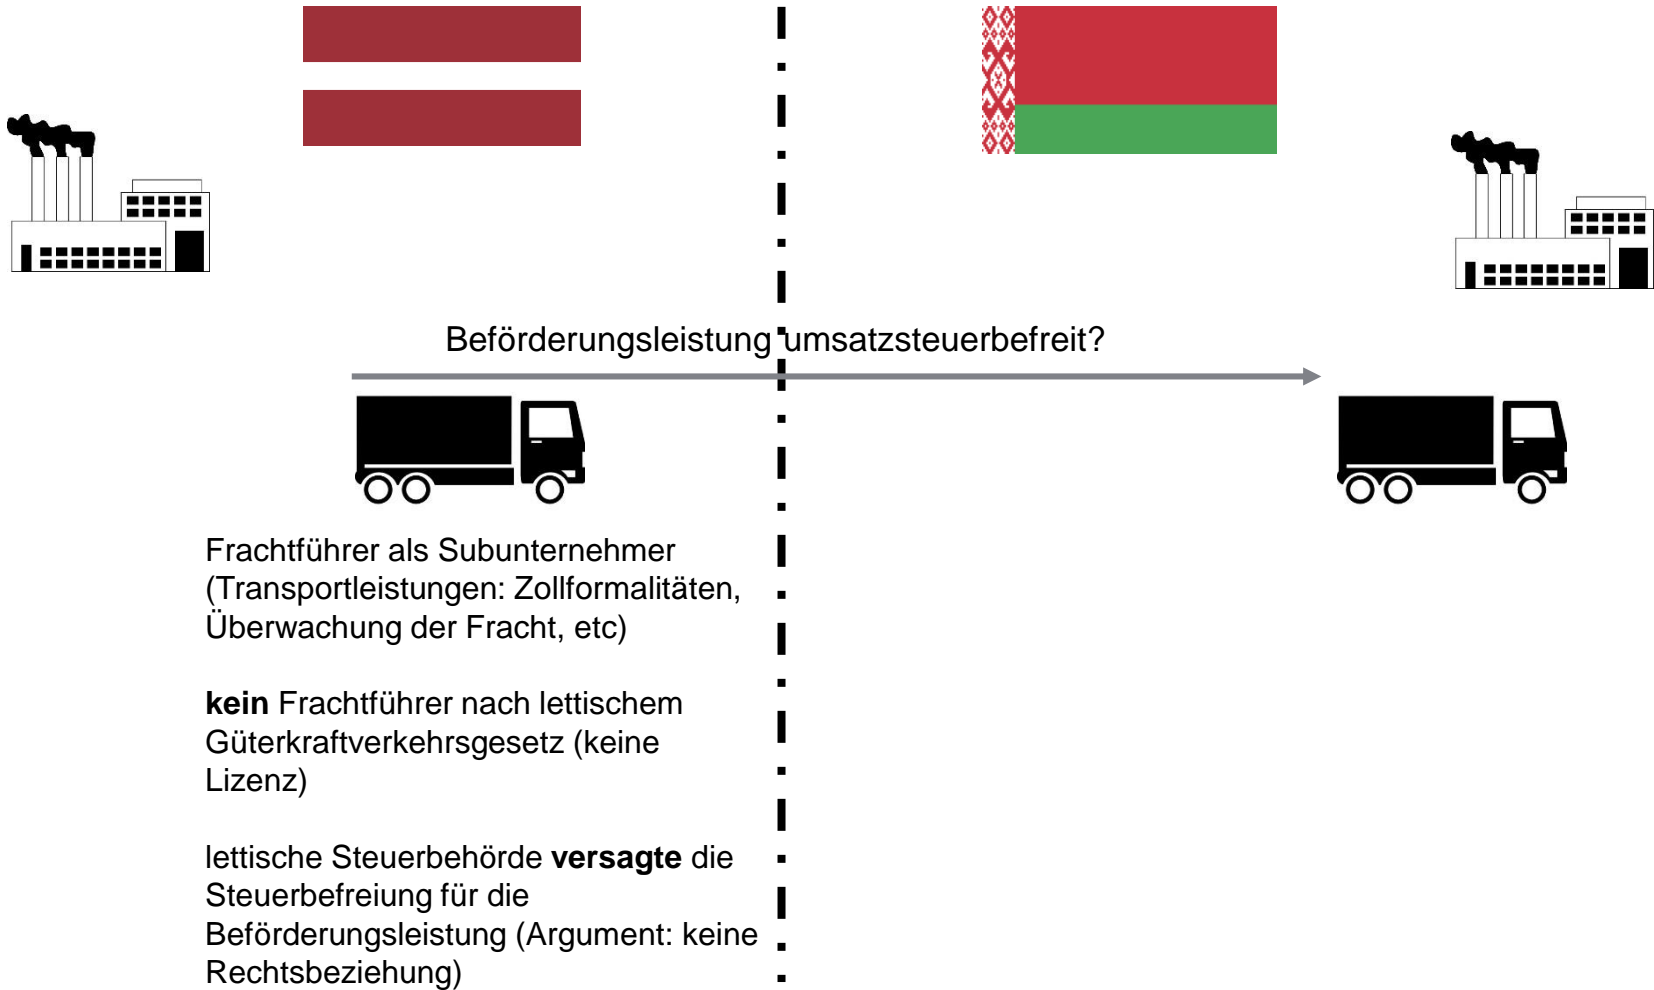 Beförderungsleistung umsatzsteuerbefreit?
Frachtführer als Subunternehmer
(Transportleistungen: Zollformalitäten,
Überwachung der Fracht, etc)
kein Frachtführer nach lettischem
Güterkraftverkehrsgesetz (keine
Lizenz)
lettische Steuerbehörde versagte die
Steuerbefreiung für die
Beförderungsleistung (Argument: keine
Rechtsbeziehung)